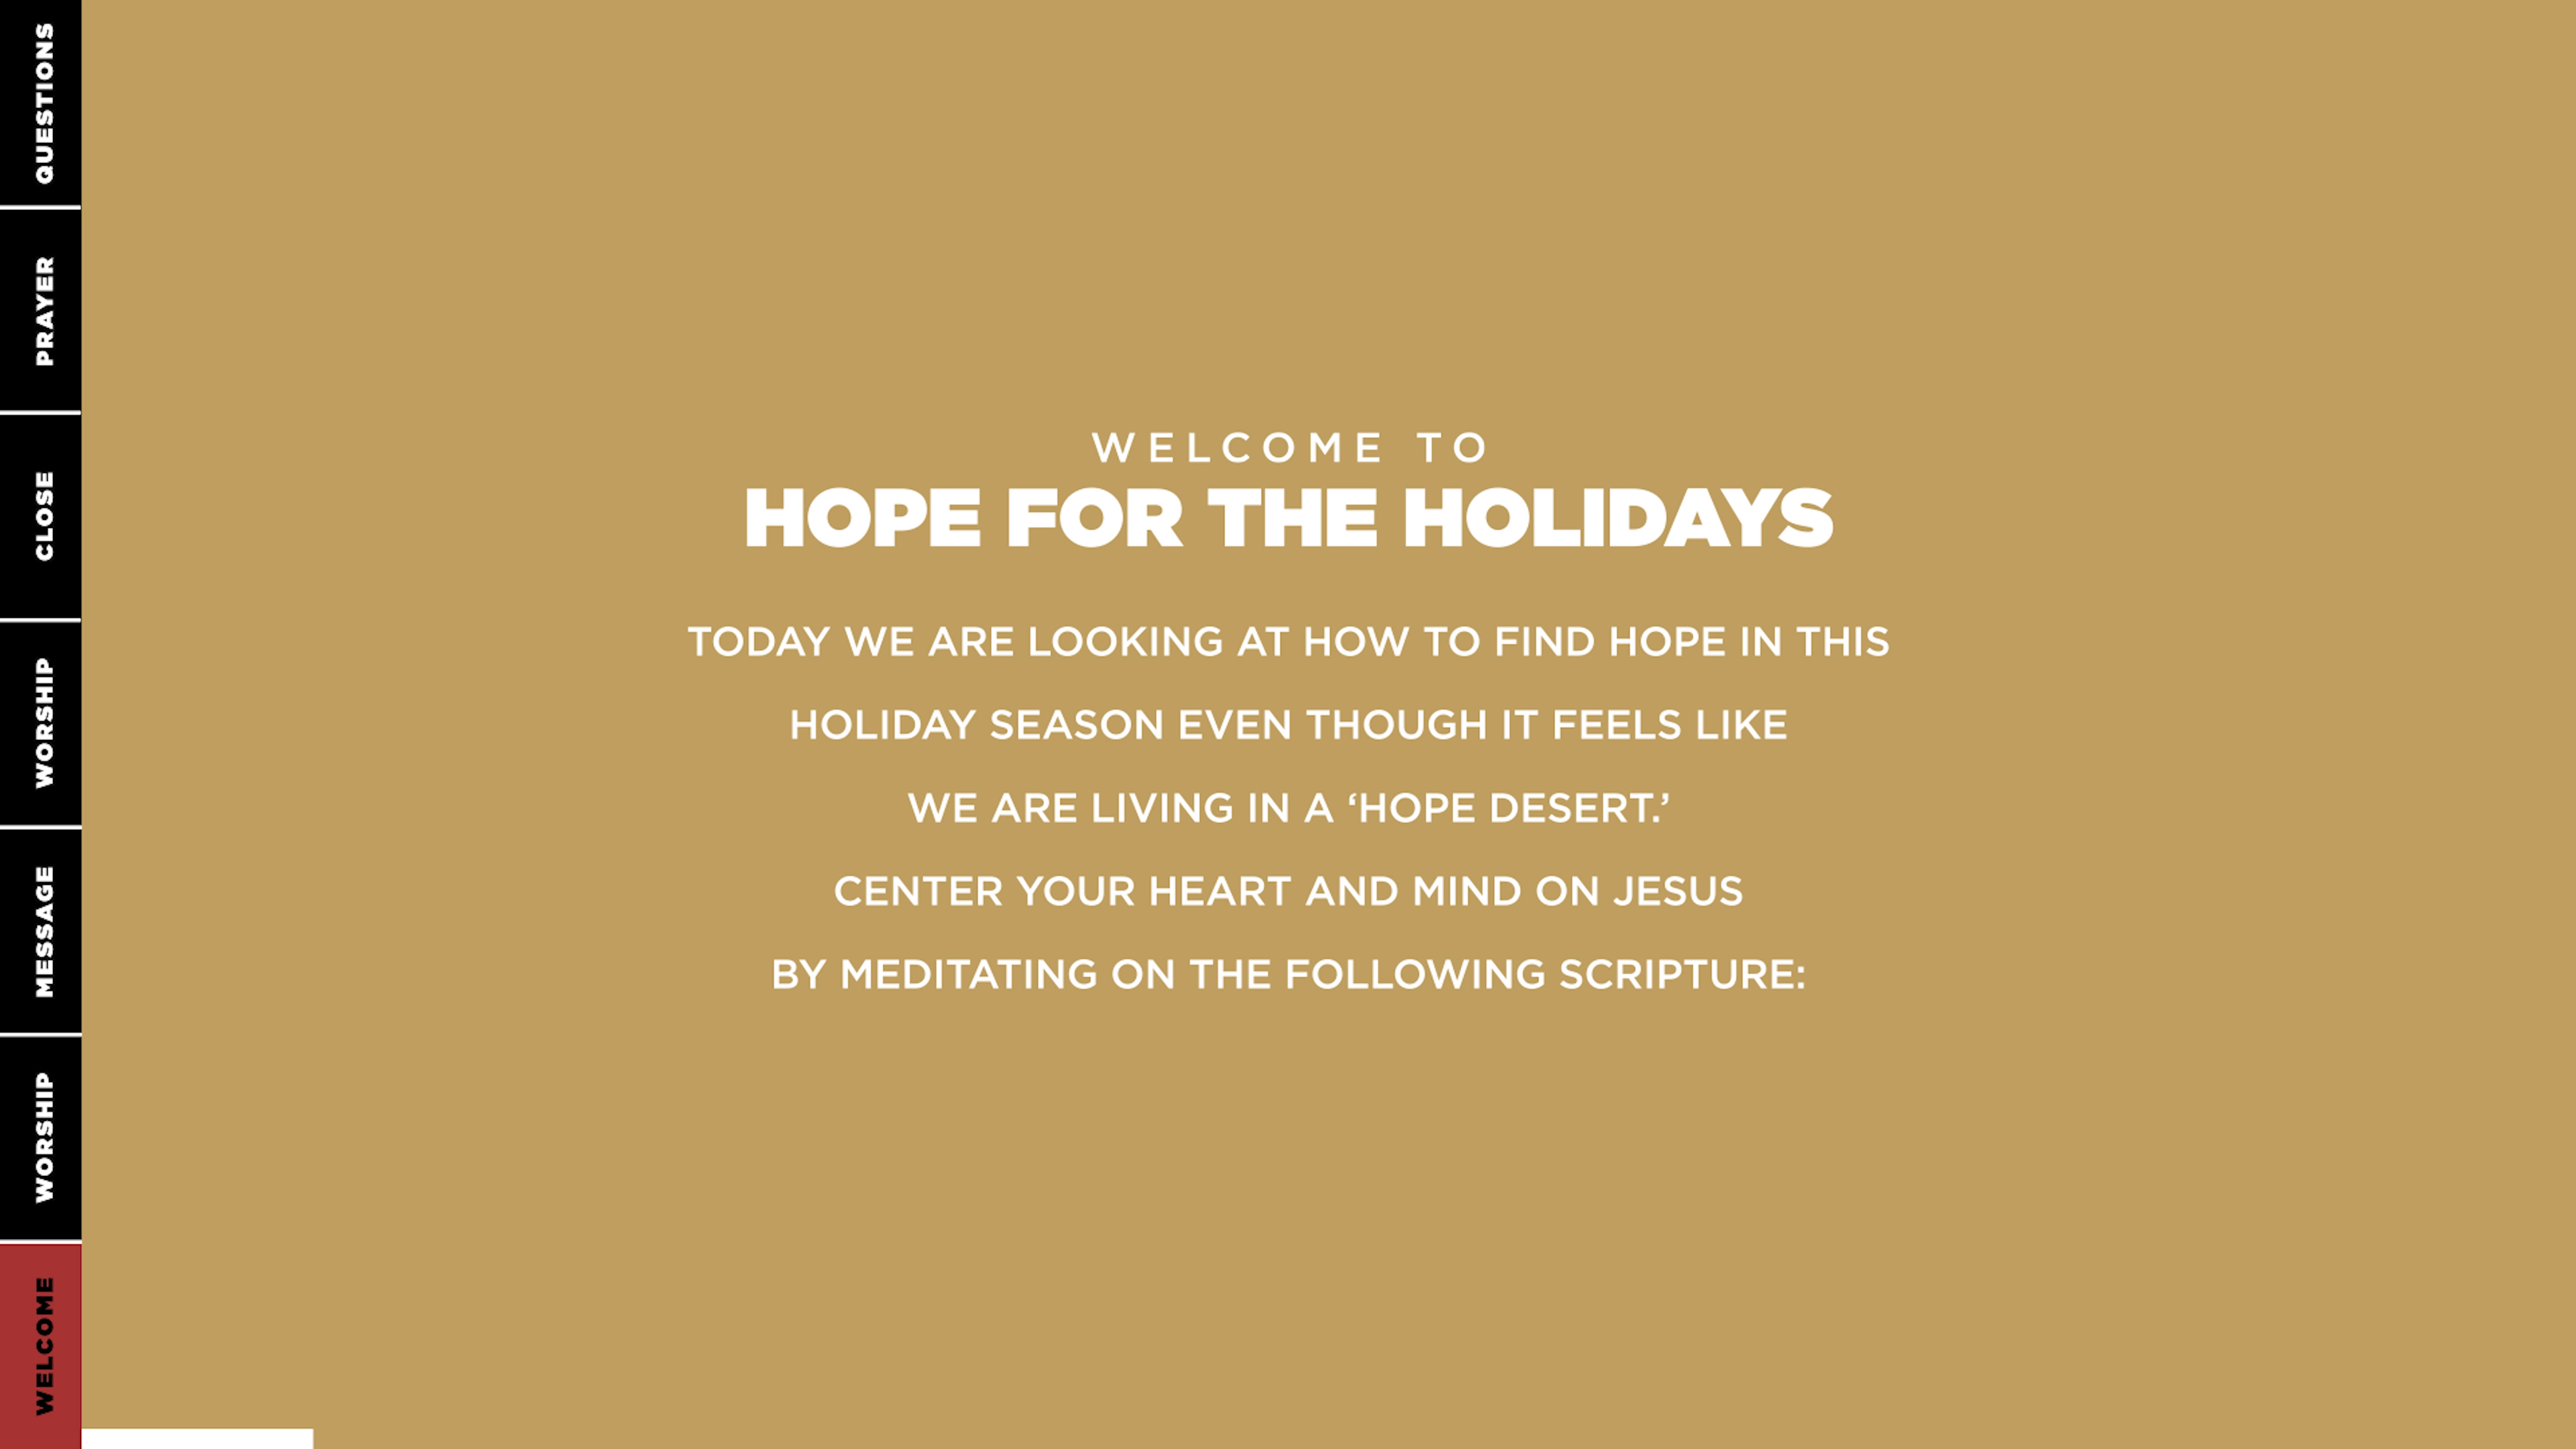 QUESTIONS
PRAYER
CLOSE
WORSHIP
MESSAGE
WORSHIP
WELCOME
WELCOME TO
HOPE FOR THE HOLIDAYS
TODAY WE ARE LOOKING AT HOW TO FIND HOPE IN THIS
HOLIDAY SEASON EVEN THOUGH IT FEELS LIKE
WE ARE LIVING IN A ‘HOPE DESERT.’
CENTER YOUR HEART AND MIND ON JESUS
BY MEDITATING ON THE FOLLOWING SCRIPTURE: